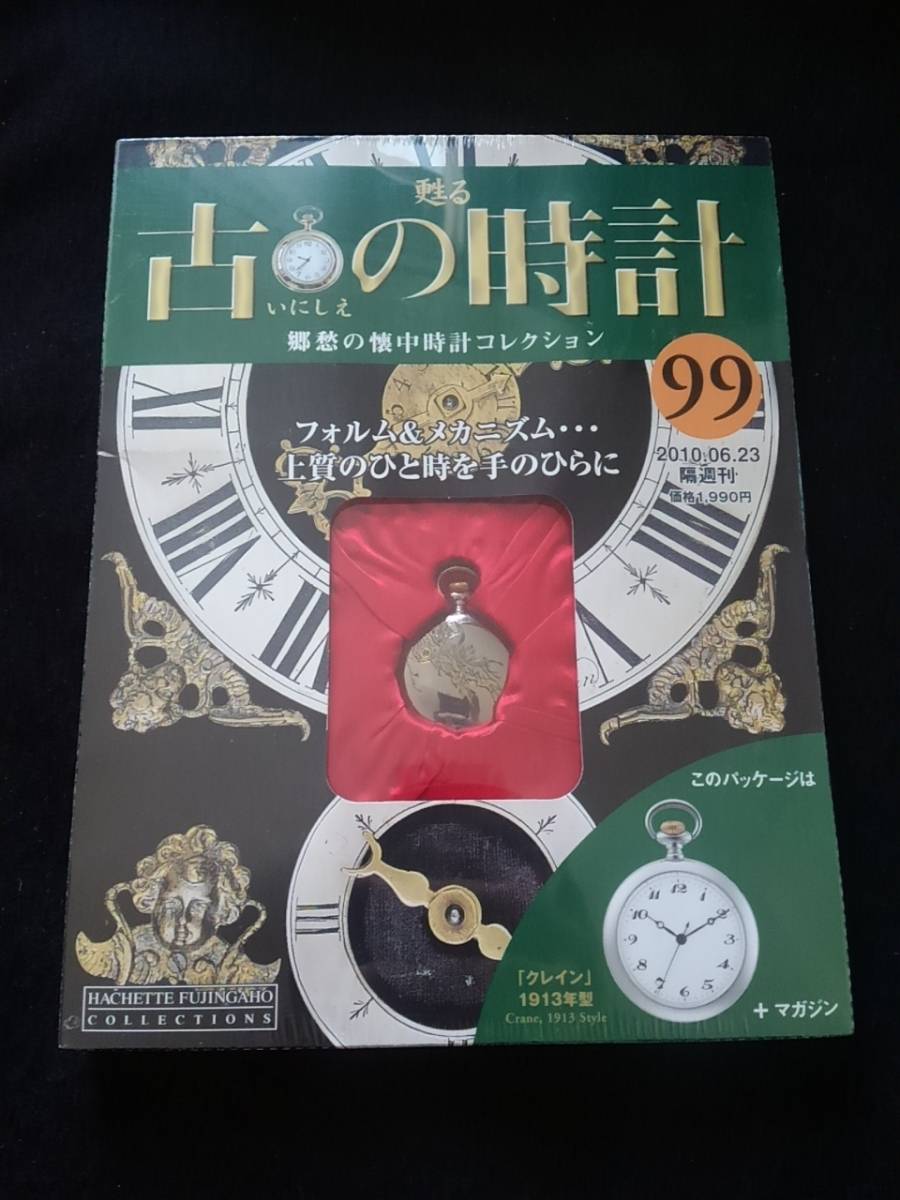 甦る
古の時計
いにしえ
郷愁の懐中時計コレクション
99
2010.06.23
隔週刊
価格1,990円
フォルム&メカニズム・・・
上質のひと時を手のひらに
このパッケージは
「クレイン」
1913年型
Crane, 1913 Style
+ マガジン
HACHETTE FUJINGAHO
COLLECTIONS